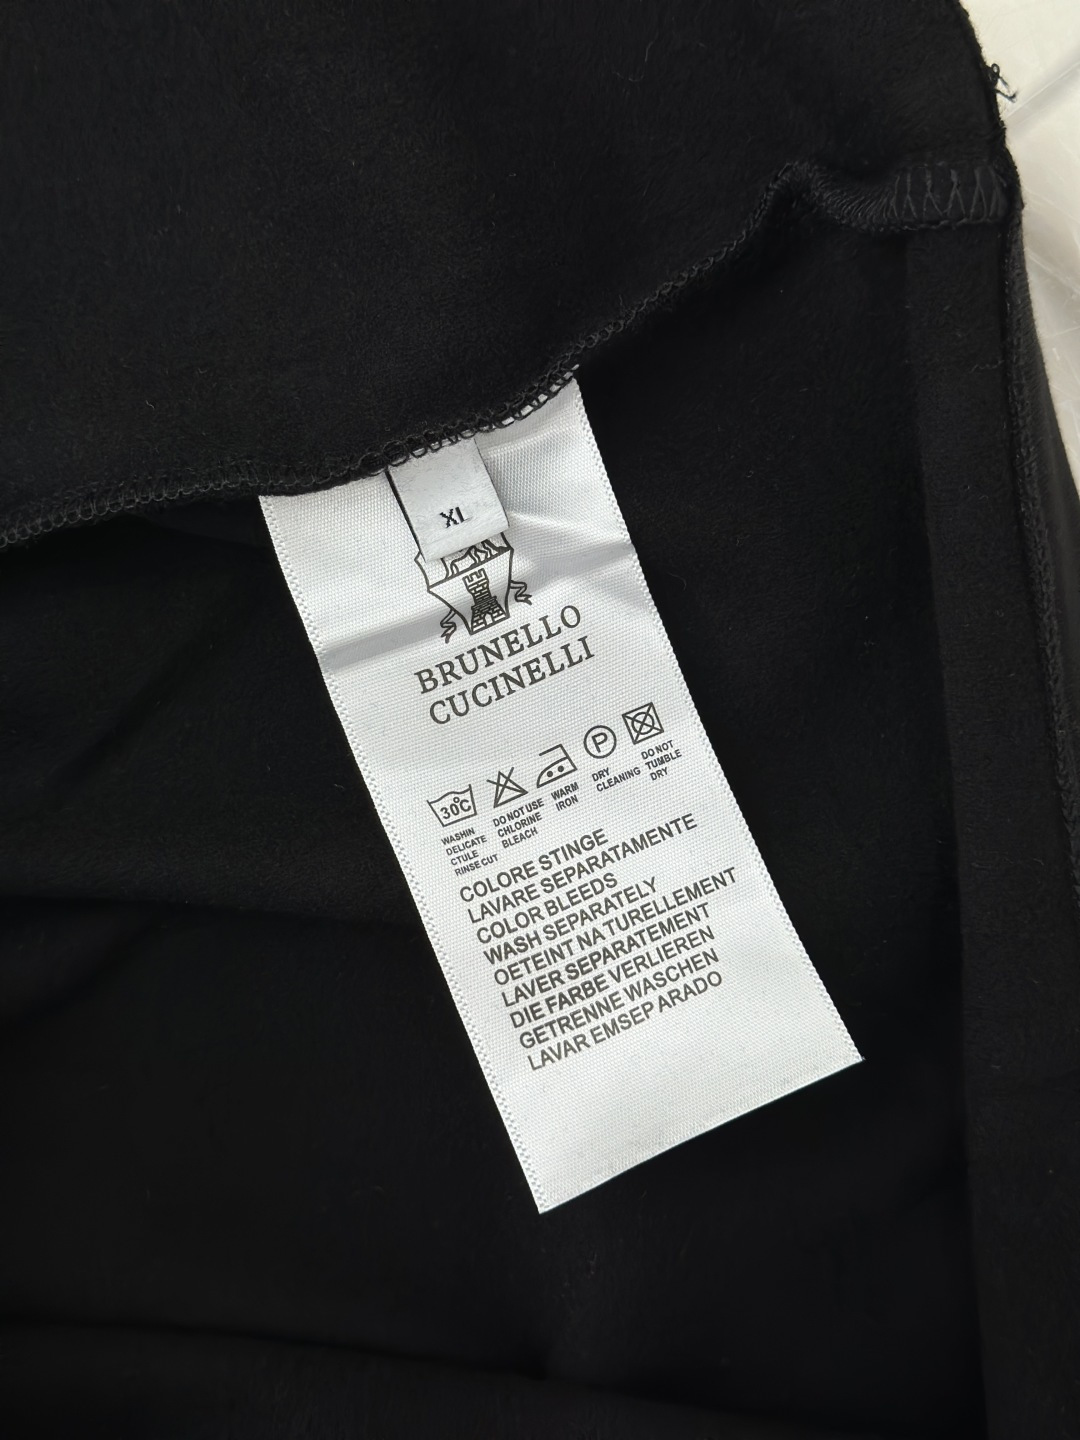 XL
BRUNELLO
CUCINELLI
30°C
P
WASHIN
DELICATE
CTULE
RINSE CUT
DO NOT USE
CHLORINE
BLEACH
WARM
IRON
DRY
CLEANING
DO NOT
TUMBLE
DRY
COLORE STINGE
LAVARE SEPARATAMENTE
COLOR BLEEDS
WASH SEPARATELY
OETEINT NA TURELLEMENT
LAVER SEPARATEMENT
DIE FARBE VERLIEREN
GETRENNE WASCHEN
LAVAR EMSEP ARADO